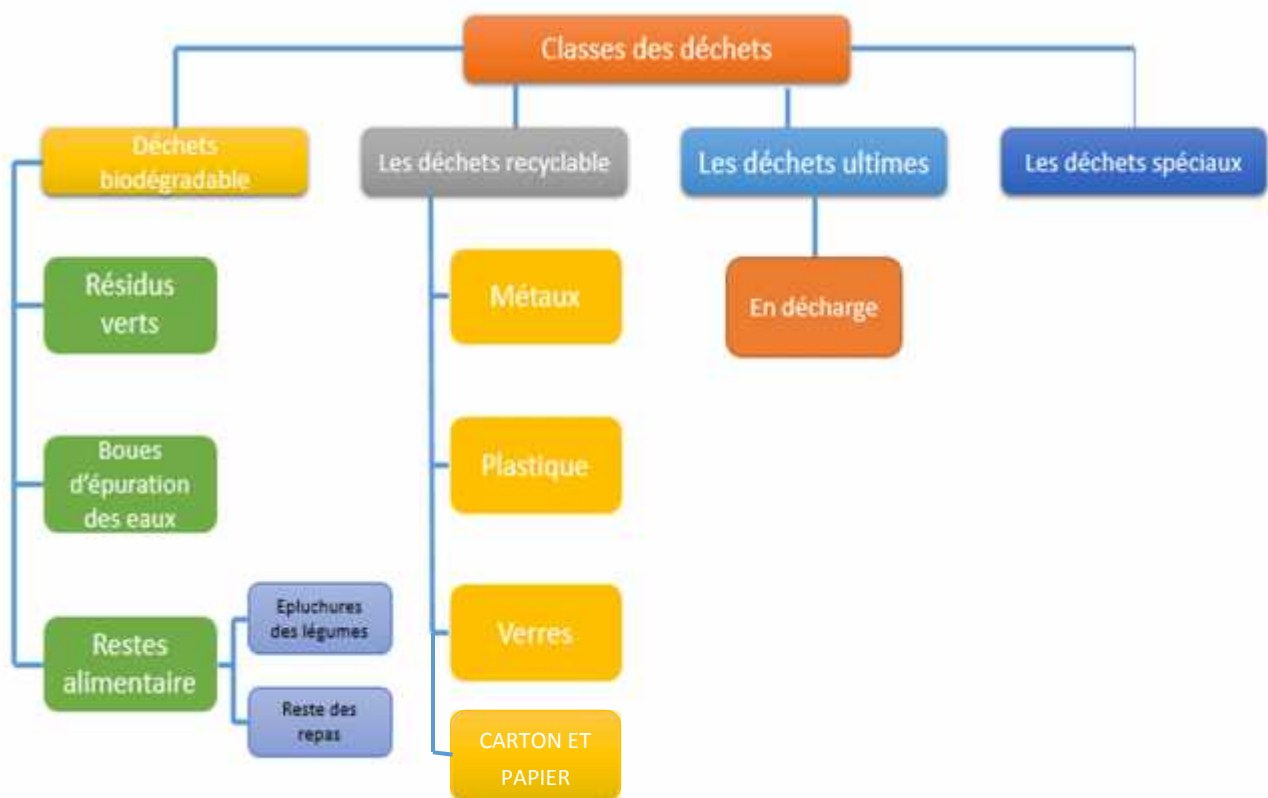 Classes des déchets
Déchets
biodégradable
Les déchets recyclable
Les déchets ultimes
Les déchets spéciaux
Résidus
verts
Métaux
En décharge
Boues
d'épuration
des eaux
Plastique
Restes
alimentaire
Epluchures
des légumes
Reste des
repas
Verres
CARTON ET
PAPIER